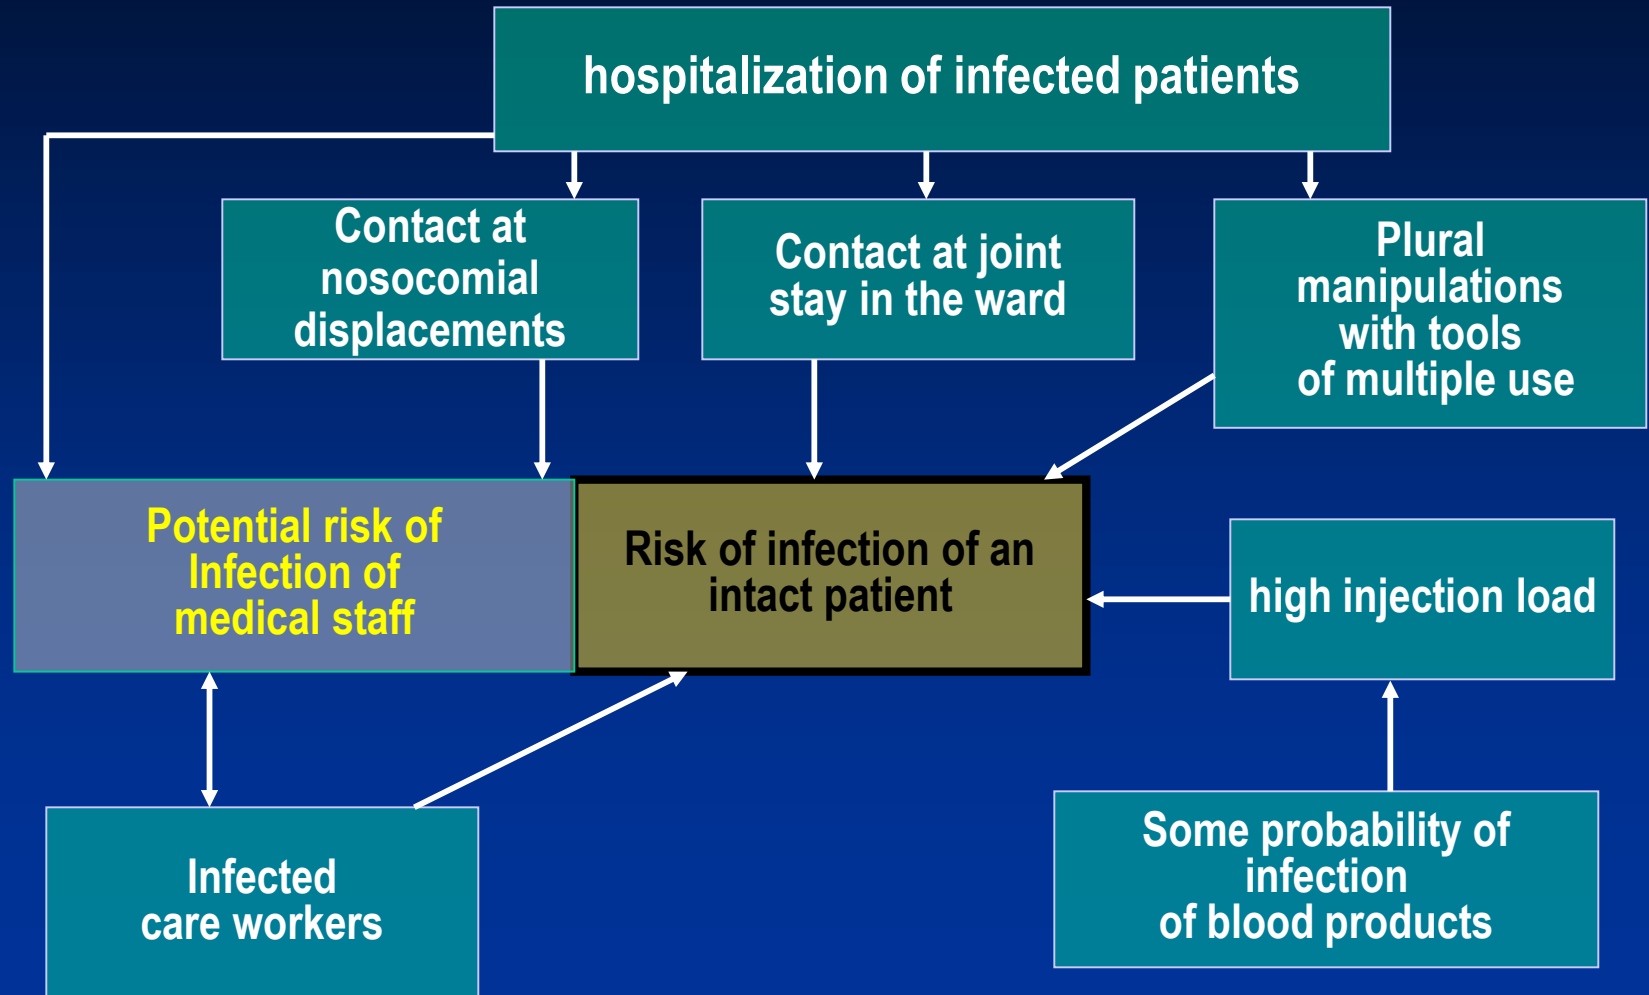 hospitalization of infected patients
Contact at
nosocomial
displacements
Contact at joint
stay in the ward
Plural
manipulations
with tools
of multiple use
Potential risk of
Infection of
medical staff
Risk of infection of an
intact patient
high injection load
Infected
care workers
Some probability of
infection
of blood products